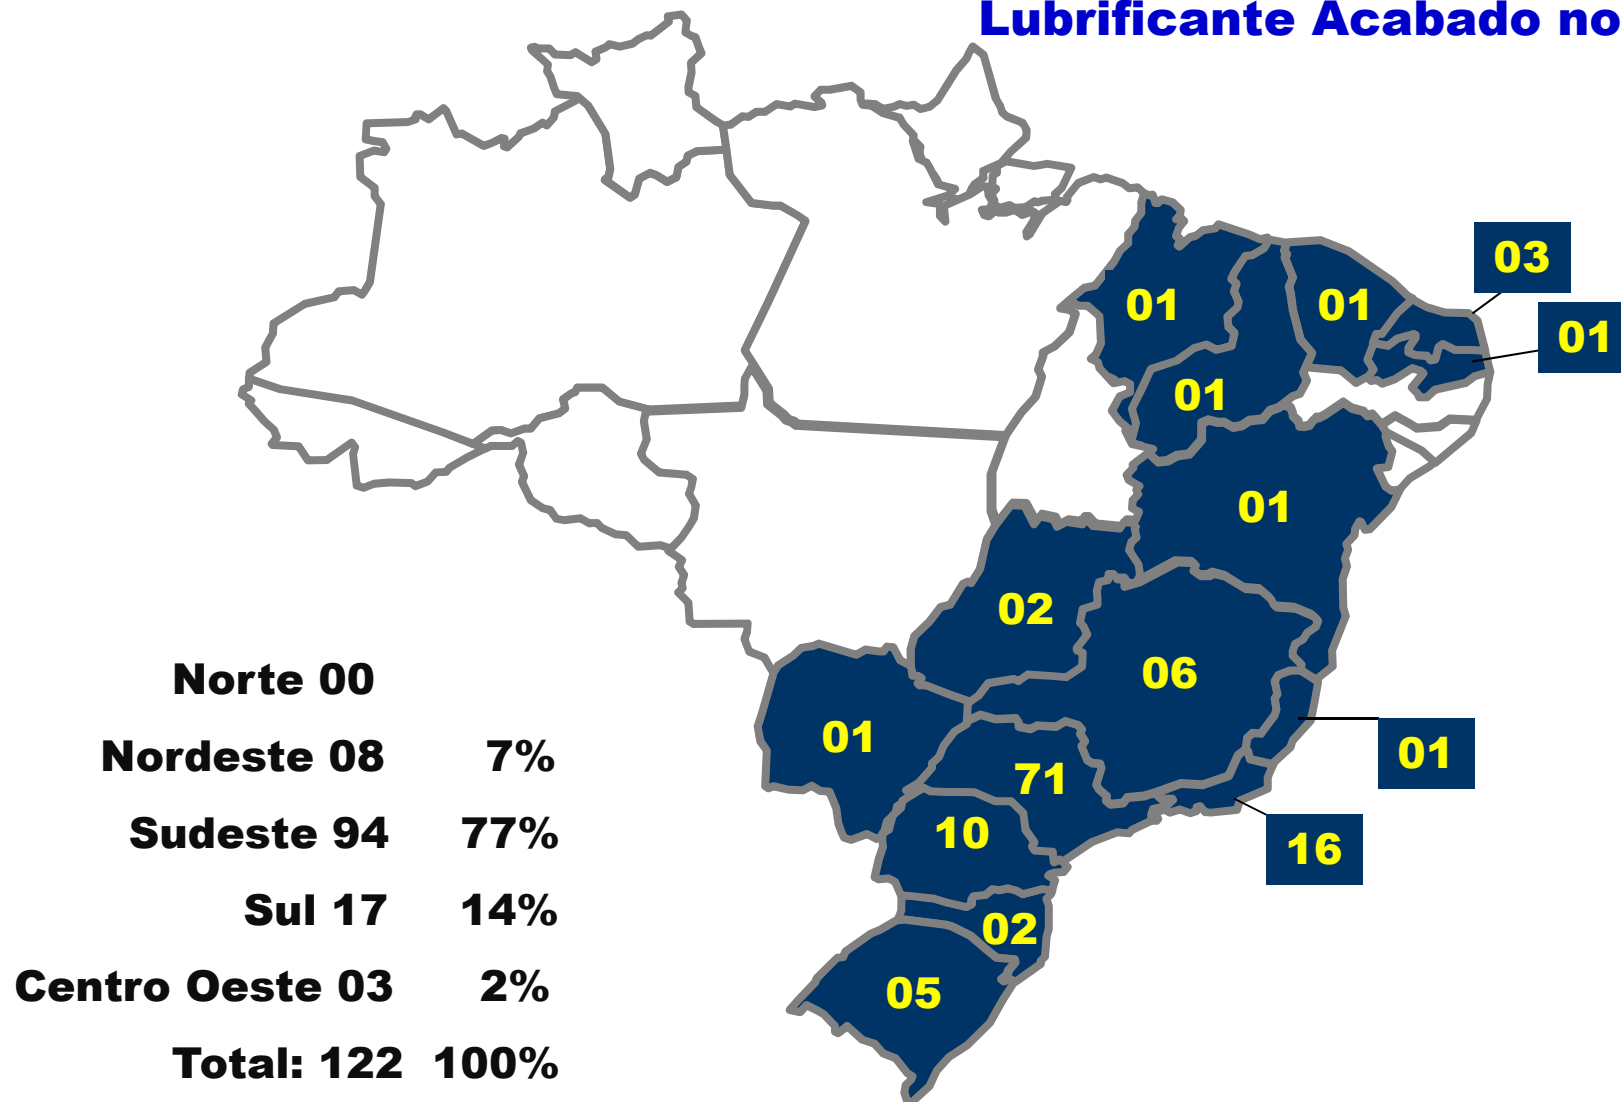 Lubrificante Acabado no
03
01
01
01
01
01
02
06
01
01
71
10
16
02
05
Norte 00
Nordeste 08 7%
Sudeste 94 77%
Sul 17 14%
Centro Oeste 03 2%
Total: 122 100%